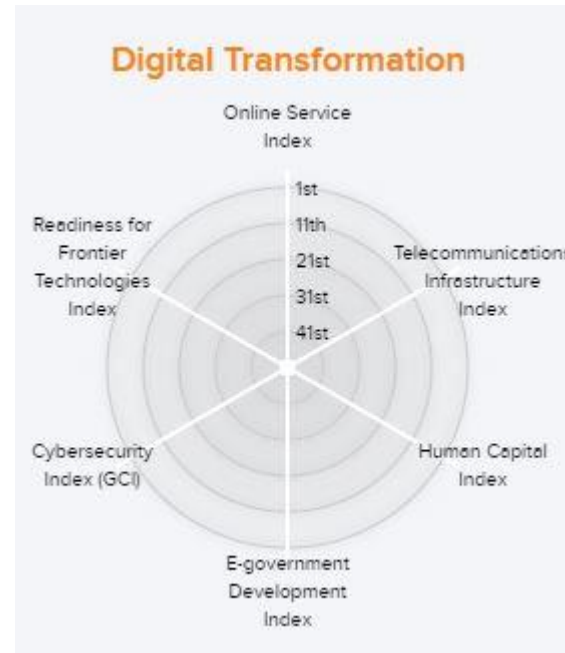 Digital Transformation
Online Service
Index
1st
11th
21st
31st
41st
Readiness for
Frontier
Technologies
Index
Telecommunications
Infrastructure
Index
Cybersecurity
Index (GCI)
Human Capital
Index
E-government
Development
Index